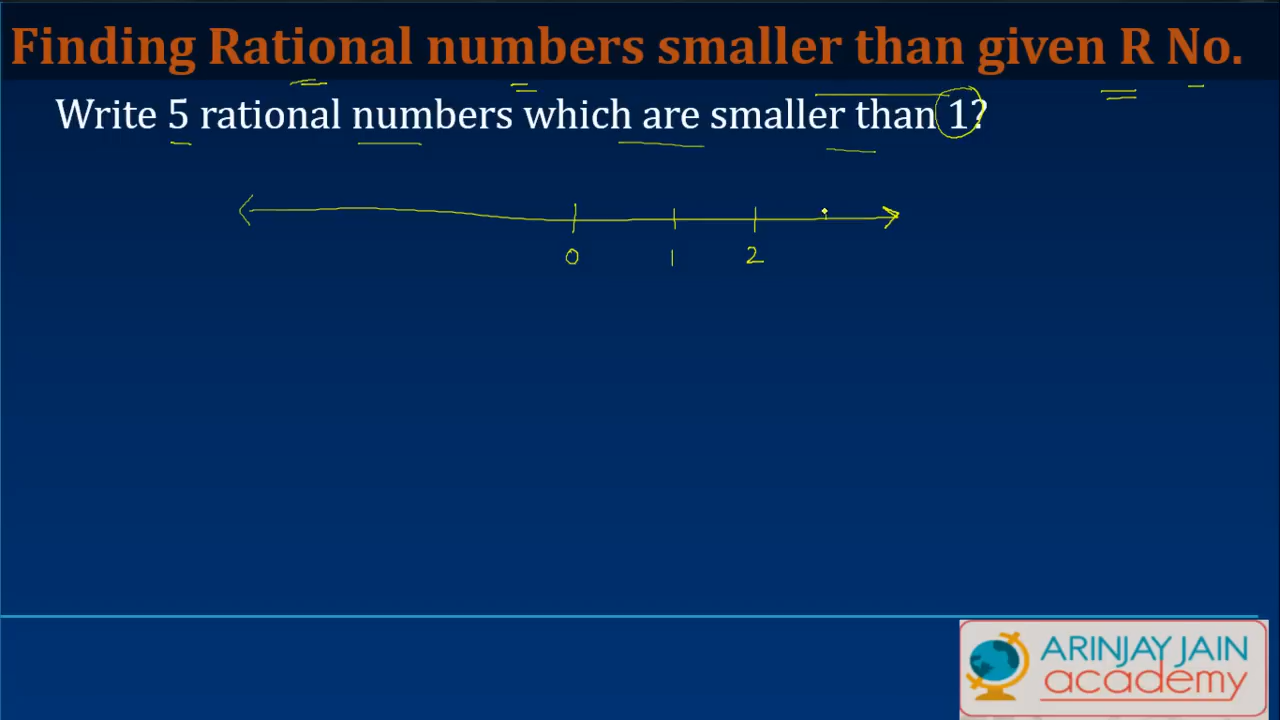 Finding Rational numbers smaller than given R No.
Write 5 rational numbers which are smaller than 1?
0 1 2
ARINJAY JAIN
academy